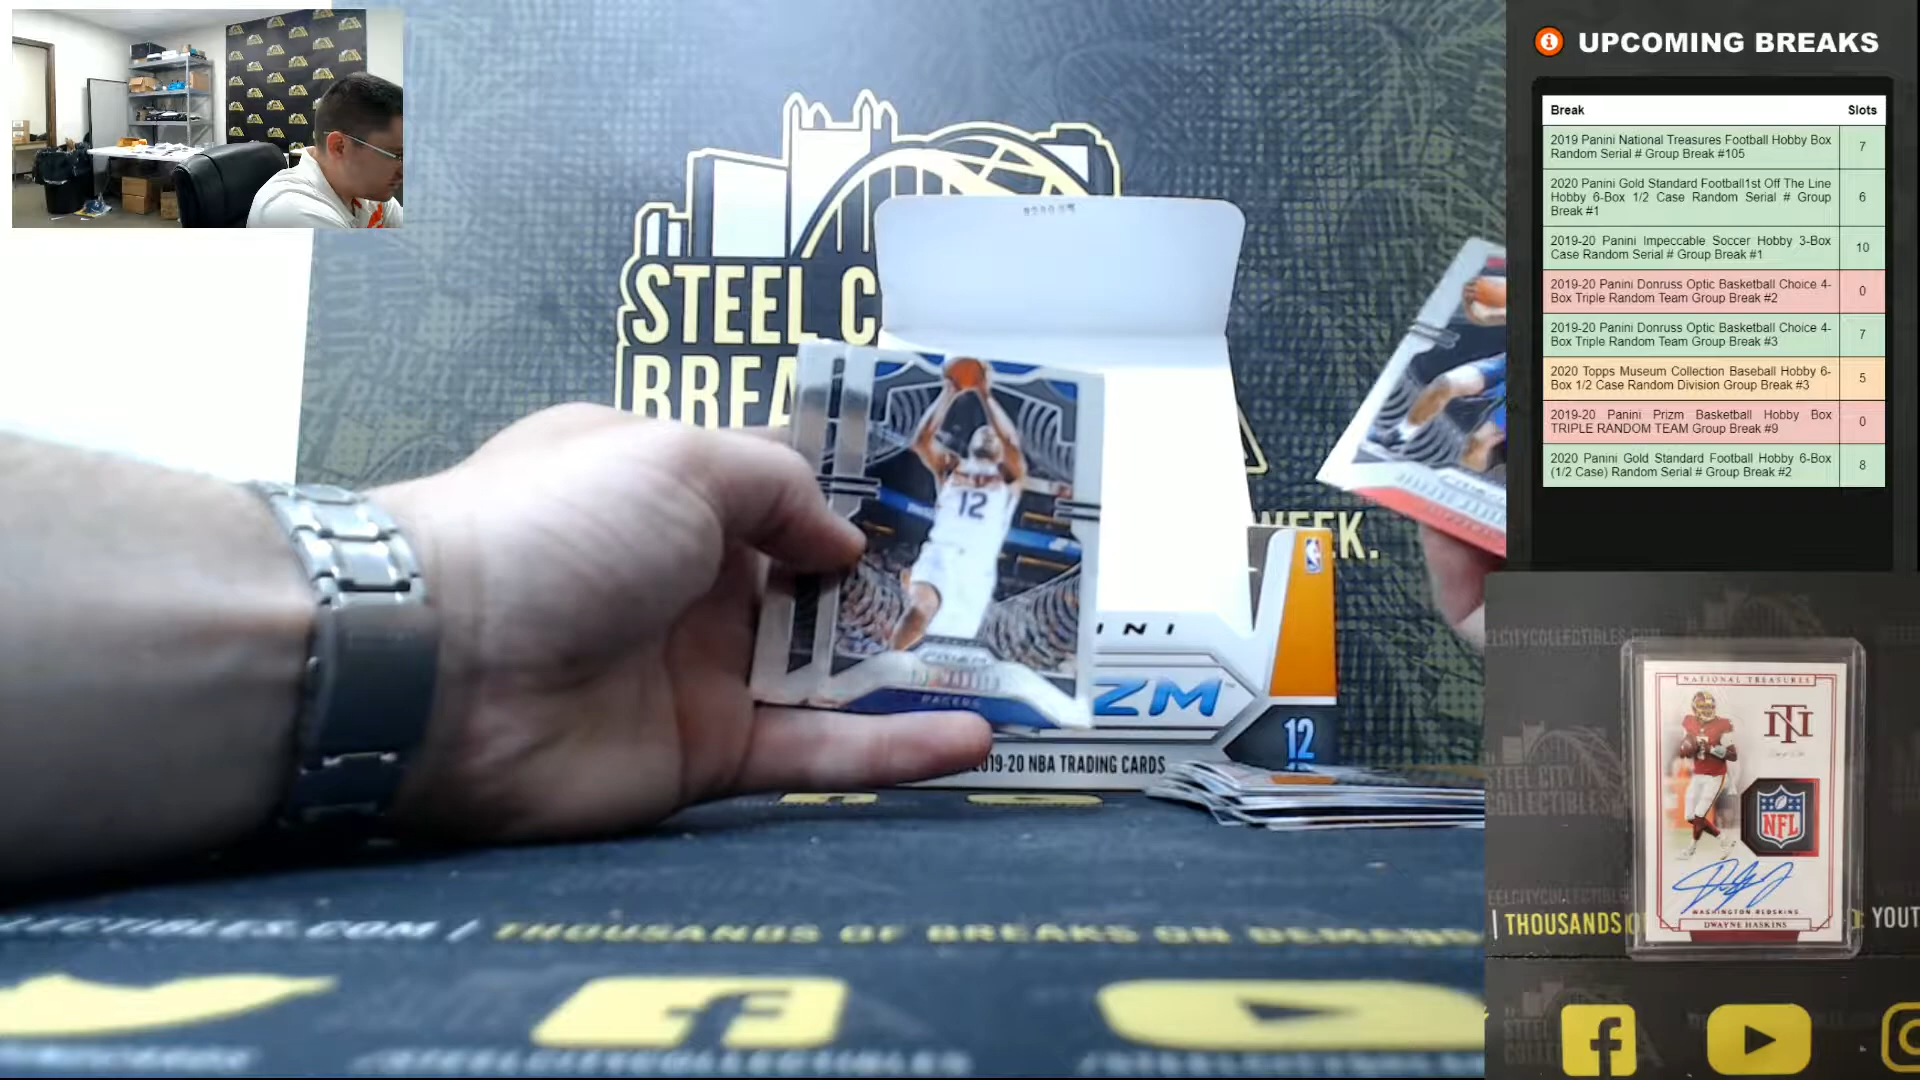 UPCOMING BREAKS
Break Slots
2019 Panini National Treasures Football Hobby Box
Random Serial # Group Break #105
7
2020 Panini Gold Standard Football1st Off The Line
Hobby 6-Box 1/2 Case Random Serial # Group
Break #1
6
2019-20 Panini Impeccable Soccer Hobby 3-Box
Case Random Serial # Group Break #1
10
2019-20 Panini Donruss Optic Basketball Choice 4-
Box Triple Random Team Group Break #2
0
2019-20 Panini Donruss Optic Basketball Choice 4-
Box Triple Random Team Group Break #3
7
2020 Topps Museum Collection Baseball Hobby 6-
Box 1/2 Case Random Division Group Break #3
5
2019-20 Panini Prizm Basketball Hobby Box
TRIPLE RANDOM TEAM Group Break #9
0
2020 Panini Gold Standard Football Hobby 6-Box
(1/2 Case) Random Serial # Group Break #2
8
STEEL C
BREA
WEEK.
12
PACERS
INI
ZM
12
2019-20 NBA TRADING CARDS
LECTIBLES.COM | THOUSANDS OF BREAKS ON DEMAND
NATIONAL TREASURES
NT
NFL
WASHINGTON REDSKINS
DWAYNE HASKINS
STEEL CITY
COLLECTIBLES
| THOUSANDS
YOUT